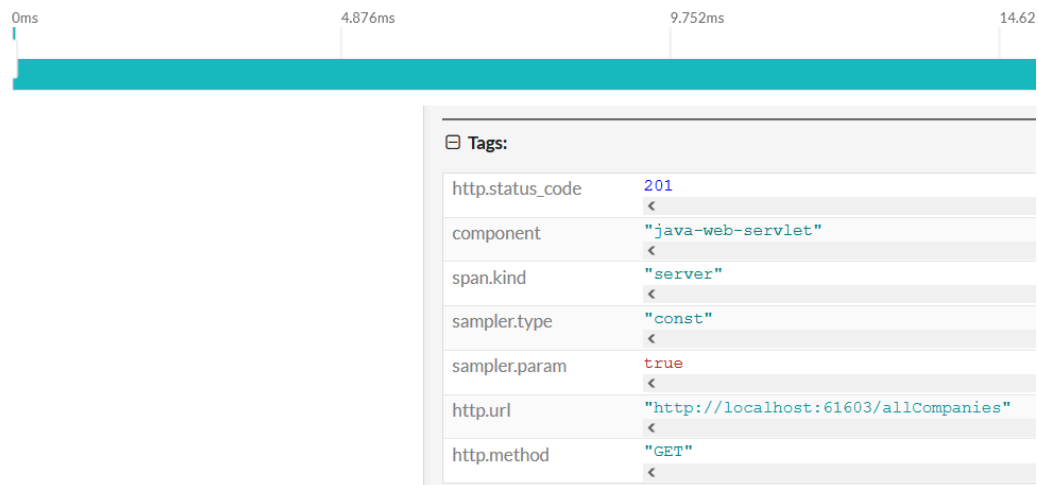 0ms 4.876ms 9.752ms 14.62
Tags:
http.status_code 201
component "java-web-servlet"
span.kind "server"
sampler.type "const"
sampler.param true
http.url "http://localhost:61603/allCompanies"
http.method "GET"